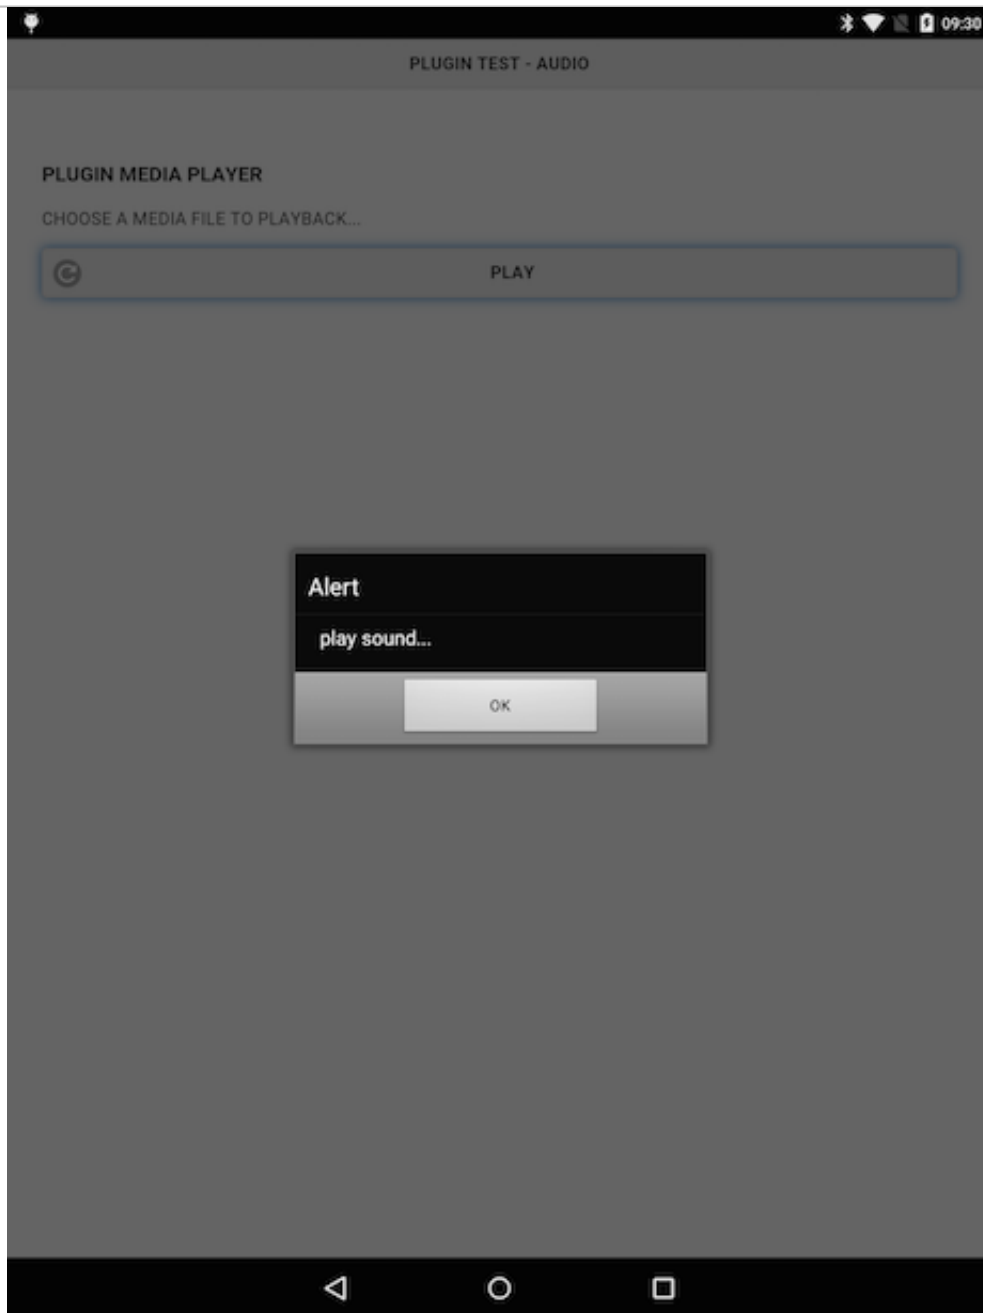 09:30
PLUGIN TEST - AUDIO
PLUGIN MEDIA PLAYER
CHOOSE A MEDIA FILE TO PLAYBACK...
PLAY
Alert
play sound...
OK